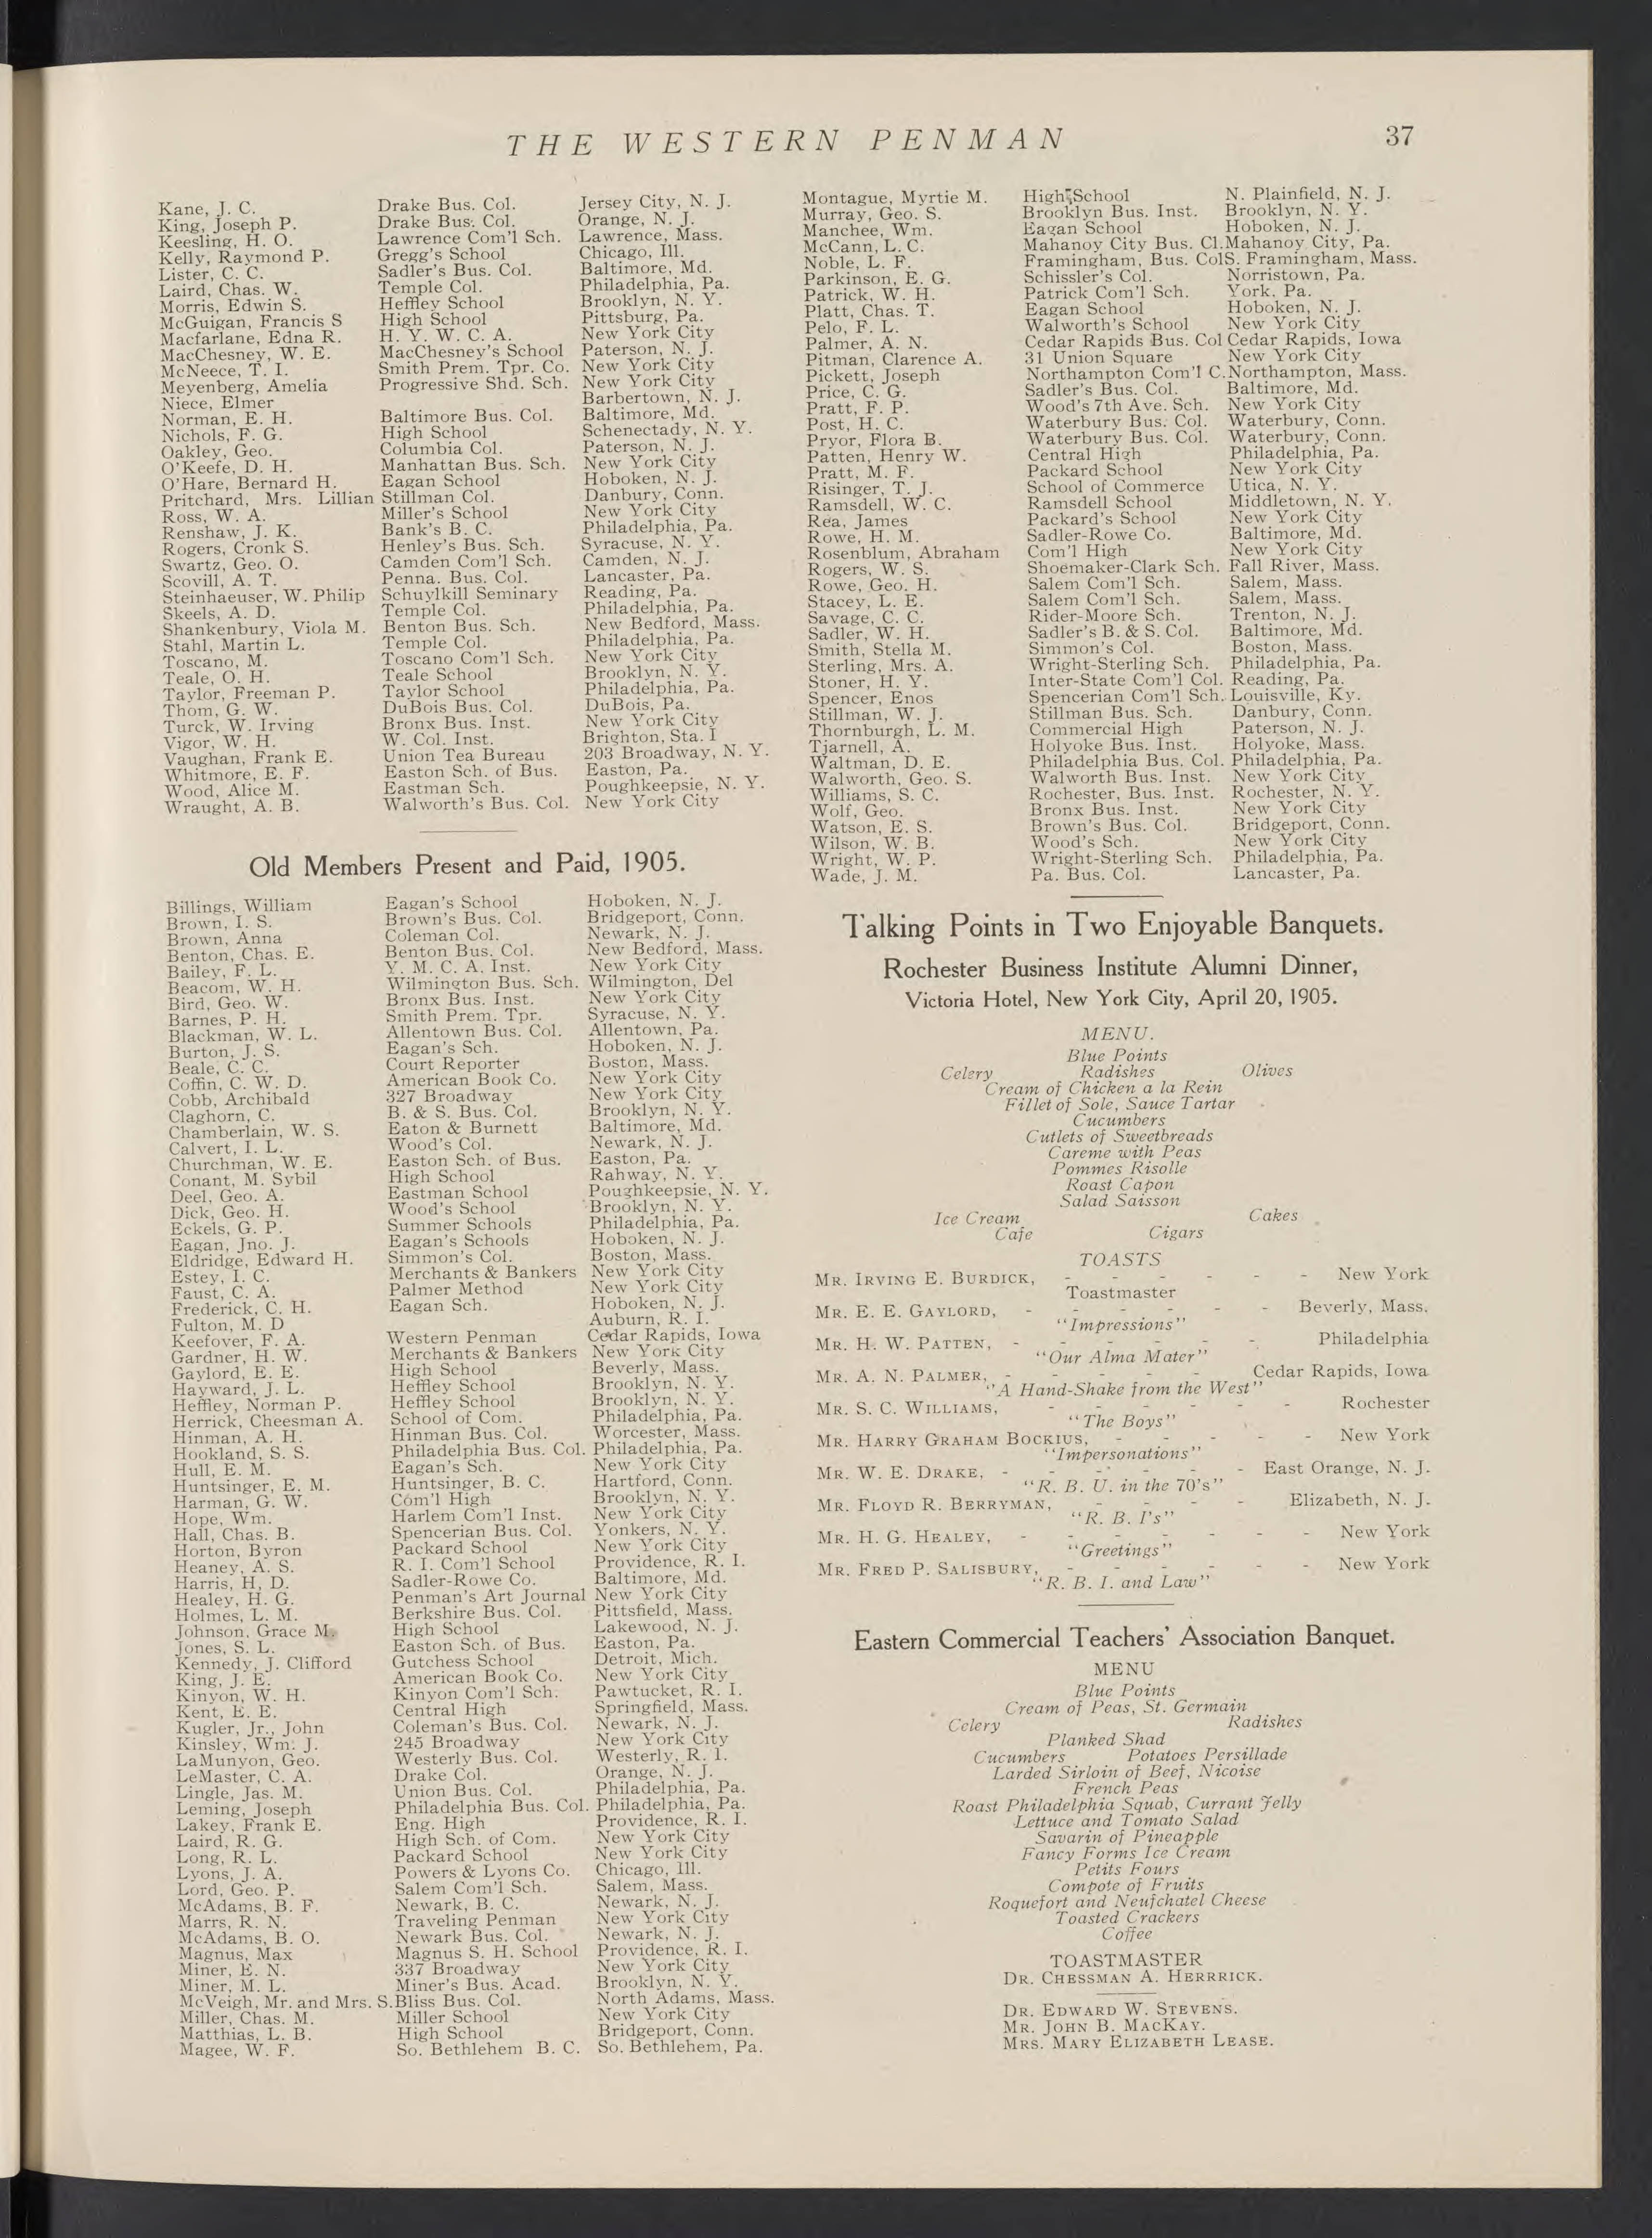 THE WESTERN PENMAN 37
Kane, J. C. Drake Bus. Col. Jersey City, N. J.
King, Joseph P. Drake Bus. Col. Orange, N. J.
Keesling, H. O. Lawrence Com'l Sch. Lawrence, Mass.
Kelly, Raymond P. Gregg's School Chicago, Ill.
Lister, C. C. Sadler's Bus. Col. Baltimore, Md.
Laird, Chas. W. Temple Col. Philadelphia, Pa.
Morris, Edwin S. Heffley School Brooklyn, N. Y.
McGuigan, Francis S High School Pittsburg, Pa.
Macfarlane, Edna R. H. Y. W. C. A. New York City
MacChesney, W. E. MacChesney's School Paterson, N. J.
McNeece, T. I. Smith Prem. Tpr. Co. New York City
Meyenberg, Amelia Progressive Shd. Sch. New York City
Niece, Elmer Barbertown, N. J.
Norman, E. H. Baltimore Bus. Col. Baltimore, Md.
Nichols, F. G. High School Schenectady, N. Y.
Oakley, Geo. Columbia Col. Paterson, N. J.
O'Keefe, D. H. Manhattan Bus. Sch. New York City
O'Hare, Bernard H. Eagan School Hoboken, N. J.
Pritchard, Mrs. Lillian Stillman Col. Danbury, Conn.
Ross, W. A. Miller's School New York City
Renshaw, J. K. Bank's B. C. Philadelphia, Pa.
Rogers, Cronk S. Henley's Bus. Sch. Syracuse, N. Y.
Swartz, Geo. O. Camden Com'l Sch. Camden, N. J.
Scovill, A. T. Penna. Bus. Col. Lancaster, Pa.
Steinhaeuser, W. Philip Schuylkill Seminary Reading, Pa.
Skeels, A. D. Temple Col. Philadelphia, Pa.
Shankenbury, Viola M. Benton Bus. Sch. New Bedford, Mass.
Stahl, Martin L. Temple Col. Philadelphia, Pa.
Toscano, M. Toscano Com'l Sch. New York City
Teale, O. H. Teale School Brooklyn, N. Y.
Taylor, Freeman P. Taylor School Philadelphia, Pa.
Thom, G. W. DuBois Bus. Col. DuBois, Pa.
Turck, W. Irving Bronx Bus. Inst. New York City
Vigor, W. H. W. Col. Inst. Brighton, Sta. I
Vaughan, Frank E. Union Tea Bureau 203 Broadway, N. Y.
Whitmore, E. F. Easton Sch. of Bus. Easton, Pa.
Wood, Alice M. Eastman Sch. Poughkeepsie, N. Y.
Wraught, A. B. Walworth's Bus. Col. New York City
Old Members Present and Paid, 1905.
Billings, William Eagan's School Hoboken, N. J.
Brown, I. S. Brown's Bus. Col. Bridgeport, Conn.
Brown, Anna Coleman Col. Newark, N. J.
Benton, Chas. E. Benton Bus. Col. New Bedford, Mass.
Bailey, F. L. Y. M. C. A. Inst. New York City
Beacom, W. H. Wilmington Bus. Sch. Wilmington, Del
Bird, Geo. W. Bronx Bus. Inst. New York City
Barnes, P. H. Smith Prem. Tpr. Syracuse, N. Y.
Blackman, W. L. Allentown Bus. Col. Allentown, Pa.
Burton, J. S. Eagan's Sch. Hoboken, N. J.
Beale, C. C. Court Reporter Boston, Mass.
Coffin, C. W. D. American Book Co. New York City
Cobb, Archibald 327 Broadway New York City
Claghorn, C. B. & S. Bus. Col. Brooklyn, N. Y.
Chamberlain, W. S. Eaton & Burnett Baltimore, Md.
Calvert, I. L. Wood's Col. Newark, N. J.
Churchman, W. E. Easton Sch. of Bus. Easton, Pa.
Conant, M. Sybil High School Rahway, N. Y.
Deel, Geo. A. Eastman School Poughkeepsie, N. Y.
Dick, Geo. H. Wood's School Brooklyn, N. Y.
Eckels, G. P. Summer Schools Philadelphia, Pa.
Eagan, Jno. J. Eagan's Schools Hoboken, N. J.
Eldridge, Edward H. Simmon's Col. Boston, Mass.
Estey, I. C. Merchants & Bankers New York City
Faust, C. A. Palmer Method New York City
Frederick, C. H. Eagan Sch. Hoboken, N. J.
Fulton, M. D Auburn, R. I.
Keefover, F. A. Western Penman Cedar Rapids, Iowa
Gardner, H. W. Merchants & Bankers New York City
Gaylord, E. E. High School Beverly, Mass.
Hayward, J. L. Heffley School Brooklyn, N. Y.
Heffley, Norman P. Heffley School Brooklyn, N. Y.
Herrick, Cheesman A. School of Com. Philadelphia, Pa.
Hinman, A. H. Hinman Bus. Col. Worcester, Mass.
Hookland, S. S. Philadelphia Bus. Col. Philadelphia, Pa.
Hull, E. M. Eagan's Sch. New York City
Huntsinger, E. M. Huntsinger, B. C. Hartford, Conn.
Harman, G. W. Com'l High Brooklyn, N. Y.
Hope, Wm. Harlem Com'l Inst. New York City
Hall, Chas. B. Spencerian Bus. Col. Yonkers, N. Y.
Horton, Byron Packard School New York City
Heaney, A. S. R. I. Com'l School Providence, R. I.
Harris, H, D. Sadler-Rowe Co. Baltimore, Md.
Healey, H. G. Penman's Art Journal New York City
Holmes, L. M. Berkshire Bus. Col. Pittsfield, Mass.
Johnson, Grace M. High School Lakewood, N. J.
Jones, S. L. Easton Sch. of Bus. Easton, Pa.
Kennedy, J. Clifford Gutchess School Detroit, Mich.
King, J. E. American Book Co. New York City
Kinyon, W. H. Kinyon Com'l Sch. Pawtucket, R. I.
Kent, E. E. Central High Springfield, Mass.
Kugler, Jr., John Coleman's Bus. Col. Newark, N. J.
Kinsley, Wm. J. 245 Broadway New York City
LaMunyon, Geo. Westerly Bus. Col. Westerly, R. I.
LeMaster, C. A. Drake Col. Orange, N. J.
Lingle, Jas. M. Union Bus. Col. Philadelphia, Pa.
Leming, Joseph Philadelphia Bus. Col. Philadelphia, Pa.
Lakey, Frank E. Eng. High Providence, R. I.
Laird, R. G. High Sch. of Com. New York City
Long, R. L. Packard School New York City
Lyons, J. A. Powers & Lyons Co. Chicago, Ill.
Lord, Geo. P. Salem Com'l Sch. Salem, Mass.
McAdams, B. F. Newark, B. C. Newark, N. J.
Marrs, R. N. Traveling Penman New York City
McAdams, B. O. Newark Bus. Col. Newark, N. J.
Magnus, Max Magnus S. H. School Providence, R. I.
Miner, E. N. 337 Broadway New York City
Miner, M. L. Miner's Bus. Acad. Brooklyn, N. Y.
McVeigh, Mr. and Mrs. S. Bliss Bus. Col. North Adams, Mass.
Miller, Chas. M. Miller School New York City
Matthias, L. B. High School Bridgeport, Conn.
Magee, W. F. So. Bethlehem B. C. So. Bethlehem, Pa.
Montague, Myrtie M. High School N. Plainfield, N. J.
Murray, Geo. S. Brooklyn Bus. Inst. Brooklyn, N. Y.
Manchee, Wm. Eagan School Hoboken, N. J.
McCann, L. C. Mahanoy City Bus. Cl. Mahanoy City, Pa.
Noble, L. F. Framingham, Bus. Col S. Framingham, Mass.
Parkinson, E. G. Schissler's Col. Norristown, Pa.
Patrick, W. H. Patrick Com'l Sch. York, Pa.
Platt, Chas. T. Eagan School Hoboken, N. J.
Pelo, F. L. Walworth's School New York City
Palmer, A. N. Cedar Rapids Bus. Col Cedar Rapids, Iowa
Pitman, Clarence A. 31 Union Square New York City
Pickett, Joseph Northampton Com'l C. Northampton, Mass.
Price, C. G. Sadler's Bus. Col. Baltimore, Md.
Pratt, F. P. Wood's 7th Ave. Sch. New York City
Post, H. C. Waterbury Bus. Col. Waterbury, Conn.
Pryor, Flora B. Waterbury Bus. Col. Waterbury, Conn.
Patten, Henry W. Central High Philadelphia, Pa.
Pratt, M. F. Packard School New York City
Risinger, T. J. School of Commerce Utica, N. Y.
Ramsdell, W. C. Ramsdell School Middletown, N. Y.
Rea, James Packard's School New York City
Rowe, H. M. Sadler-Rowe Co. Baltimore, Md.
Rosenblum, Abraham Com'l High New York City
Rogers, W. S. Shoemaker-Clark Sch. Fall River, Mass.
Rowe, Geo. H. Salem Com'l Sch. Salem, Mass.
Stacey, L. E. Salem Com'l Sch. Salem, Mass.
Savage, C. C. Rider-Moore Sch. Trenton, N. J.
Sadler, W. H. Sadler's B. & S. Col. Baltimore, Md.
Smith, Stella M. Simmon's Col. Boston, Mass.
Sterling, Mrs. A. Wright-Sterling Sch. Philadelphia, Pa.
Stoner, H. Y. Inter-State Com'l Col. Reading, Pa.
Spencer, Enos Spencerian Com'l Sch. Louisville, Ky.
Stillman, W. J. Stillman Bus. Sch. Danbury, Conn.
Thornburgh, L. M. Commercial High Paterson, N. J.
Tjarnell, A. Holyoke Bus. Inst. Holyoke, Mass.
Waltman, D. E. Philadelphia Bus. Col. Philadelphia, Pa.
Walworth, Geo. S. Walworth Bus. Inst. New York City
Williams, S. C. Rochester, Bus. Inst. Rochester, N. Y.
Wolf, Geo. Bronx Bus. Inst. New York City
Watson, E. S. Brown's Bus. Col. Bridgeport, Conn.
Wilson, W. B. Wood's Sch. New York City
Wright, W. P. Wright-Sterling Sch. Philadelphia, Pa.
Wade, J. M. Pa. Bus. Col. Lancaster, Pa.
Talking Points in Two Enjoyable Banquets.
Rochester Business Institute Alumni Dinner,
Victoria Hotel, New York City, April 20, 1905.
MENU.
Blue Points
Celery Radishes Olives
Cream of Chicken a la Rein
Fillet of Sole, Sauce Tartar
Cucumbers
Cutlets of Sweetbreads
Careme with Peas
Pommes Risolle
Roast Capon
Salad Saisson
Ice Cream Cakes
Cafe Cigars
TOASTS
MR. IRVING E. BURDICK, - - - - - - New York
Toastmaster
MR. E. E. GAYLORD, - - - - - - Beverly, Mass.
"Impressions"
MR. H. W. PATTEN, - - - - - - Philadelphia
"Our Alma Mater"
MR. A. N. PALMER, - - - - - Cedar Rapids, Iowa
"A Hand-Shake from the West"
MR. S. C. WILLIAMS, - - - - - - Rochester
"The Boys"
MR. HARRY GRAHAM BOCKIUS, - - - - - New York
"Impersonations"
MR. W. E. DRAKE, - - - - - - East Orange, N. J.
"R. B. U. in the 70's"
MR. FLOYD R. BERRYMAN, - - - - Elizabeth, N. J.
"R. B. I's"
MR. H. G. HEALEY, - - - - - - - New York
"Greetings"
MR. FRED P. SALISBURY, - - - - - - New York
"R. B. I. and Law"
Eastern Commercial Teachers' Association Banquet.
MENU
Blue Points
Cream of Peas, St. Germain
Celery Radishes
Planked Shad
Cucumbers Potatoes Persillade
Larded Sirloin of Beef, Nicoise
French Peas
Roast Philadelphia Squab, Currant Jelly
Lettuce and Tomato Salad
Savarin of Pineapple
Fancy Forms Ice Cream
Petits Fours
Compote of Fruits
Roquefort and Neufchatel Cheese
Toasted Crackers
Coffee
TOASTMASTER
DR. CHESSMAN A. HERRRICK.
DR. EDWARD W. STEVENS.
MR. JOHN B. MACKAY.
MRS. MARY ELIZABETH LEASE.